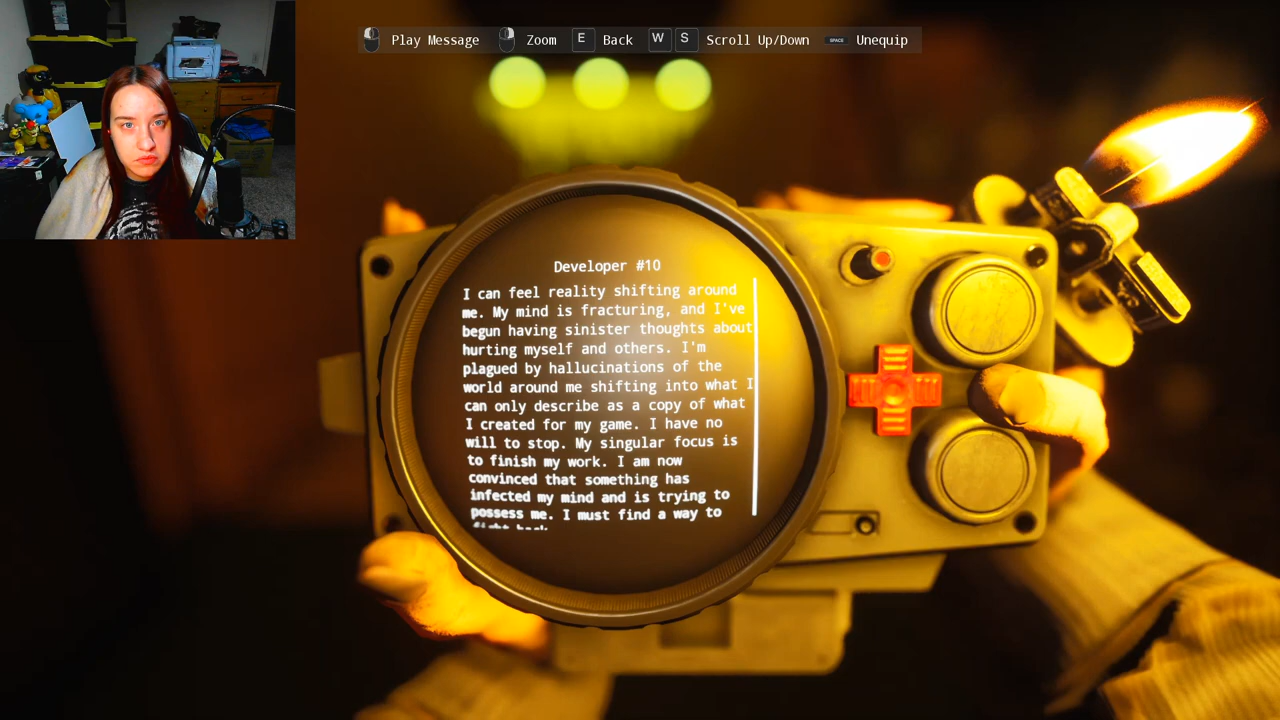 Play Message Zoom E Back W S Scroll Up/Down SPACE Unequip
Developer #10
I can feel reality shifting around
me. My mind is fracturing, and I've
begun having sinister thoughts about
hurting myself and others. I'm
plagued by hallucinations of the
world around me shifting into what I
can only describe as a copy of what
I created for my game. I have no
will to stop. My singular focus is
to finish my work. I am now
convinced that something has
infected my mind and is trying to
possess me. I must find a way to
fight back